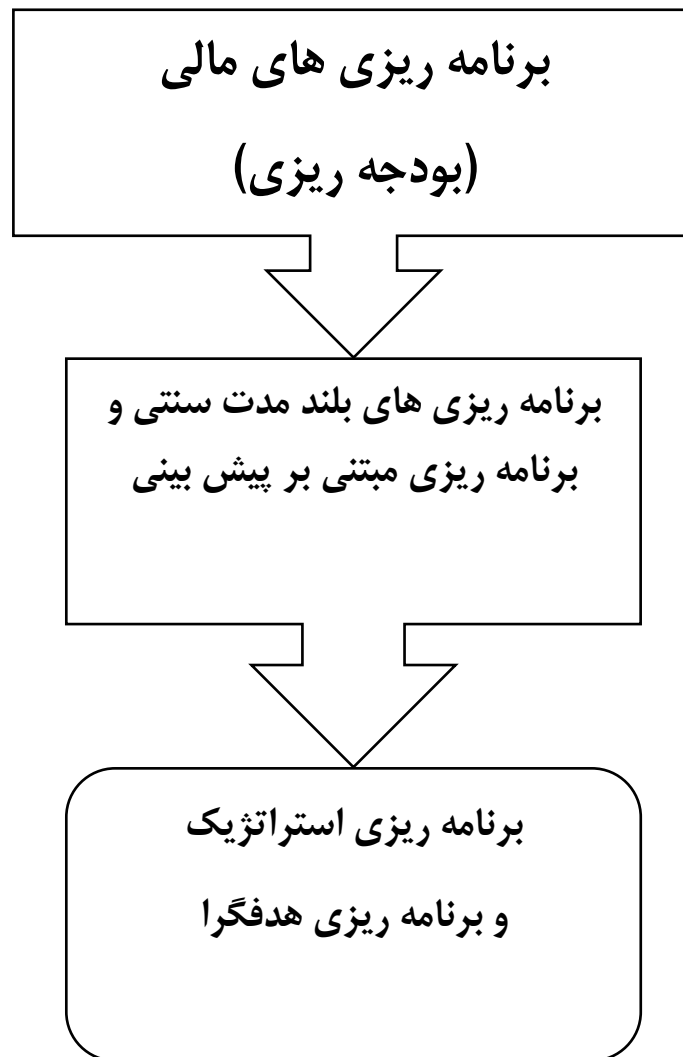 برنامه ریزی های مالی
(بودجه ریزی)
برنامه ریزی های بلند مدت سنتی و
برنامه ریزی مبتنی بر پیش بینی
برنامه ریزی استراتژیک
و برنامه ریزی هدفگرا